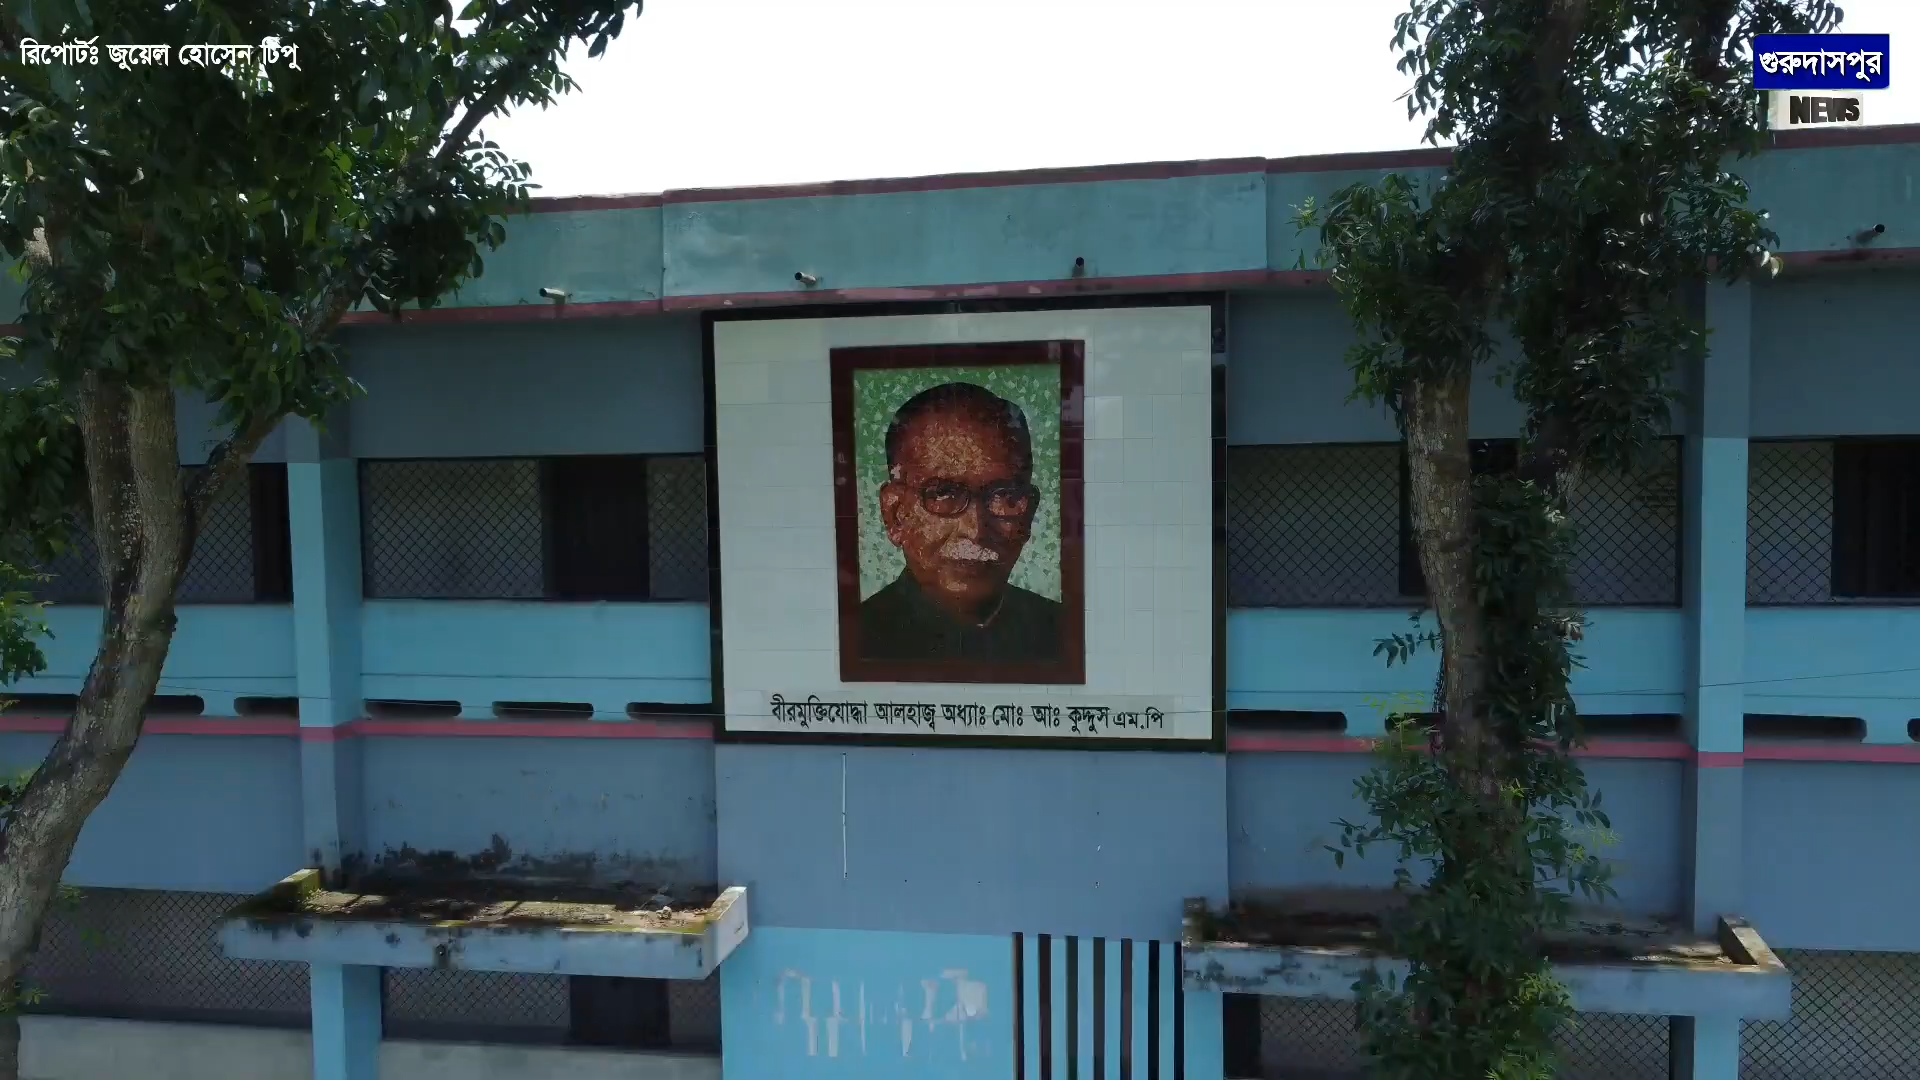 রিপোর্টঃ জুয়েল হোসেন টিপু
গুরুদাসপুর
NEWS
বীরমুক্তিযোদ্ধা আলহাজ্ব অধ্যাঃ মোঃ আঃ কুদ্দুস এম.পি